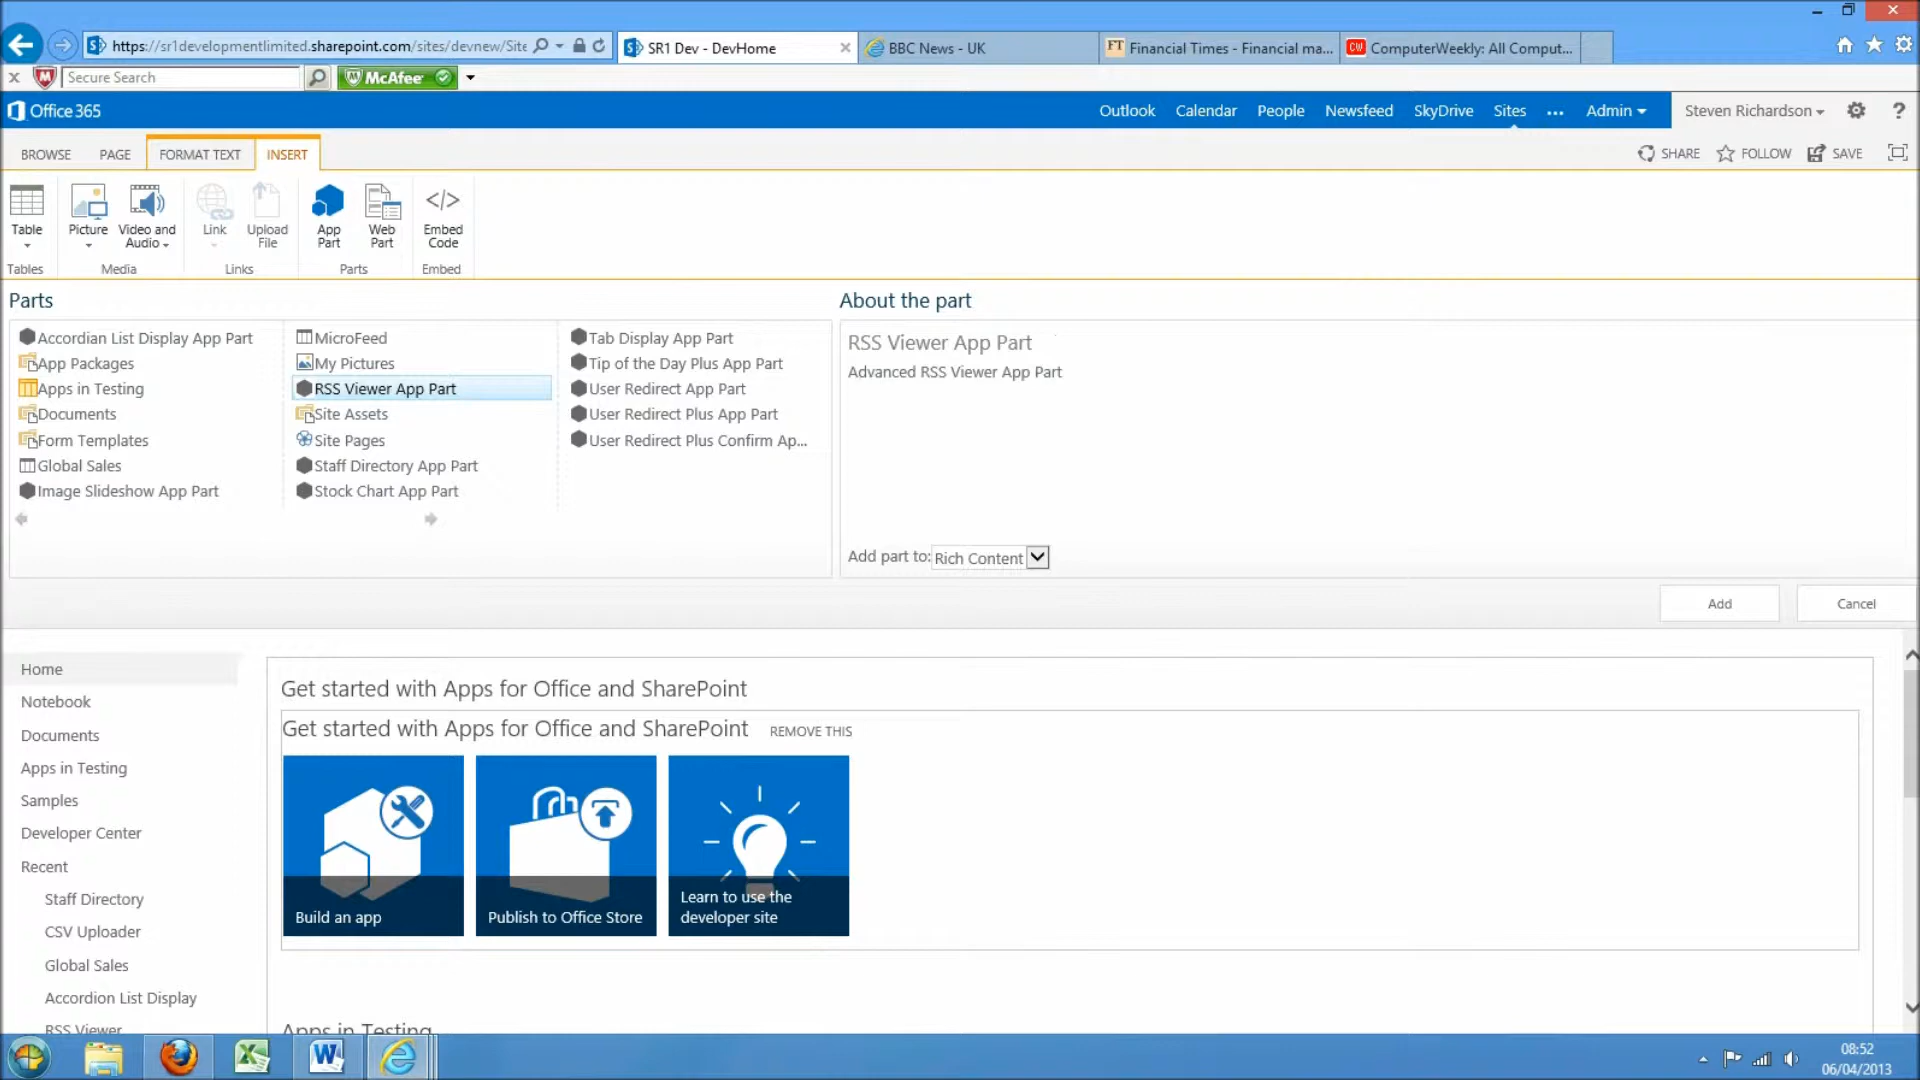 https://sr1developmentlimited.sharepoint.com/sites/devnew/Site
SR1 Dev - DevHome
BBC News - UK
FT Financial Times - Financial ma...
CW ComputerWeekly: All Comput...
Secure Search
McAfee
Office 365
Outlook Calendar People Newsfeed SkyDrive Sites ... Admin
Steven Richardson
?
BROWSE PAGE FORMAT TEXT INSERT
SHARE FOLLOW SAVE
Table
Picture
Video and
Audio
Link
Upload
File
App
Part
Web
Part
Embed
Code
Tables Media Links Parts Embed
Parts
Accordian List Display App Part
App Packages
Apps in Testing
Documents
Form Templates
Global Sales
Image Slideshow App Part
MicroFeed
My Pictures
RSS Viewer App Part
Site Assets
Site Pages
Staff Directory App Part
Stock Chart App Part
Tab Display App Part
Tip of the Day Plus App Part
User Redirect App Part
User Redirect Plus App Part
User Redirect Plus Confirm Ap...
About the part
RSS Viewer App Part
Advanced RSS Viewer App Part
Add part to: Rich Content
Add
Cancel
Home
Notebook
Documents
Apps in Testing
Samples
Developer Center
Recent
Staff Directory
CSV Uploader
Global Sales
Accordion List Display
RSS Viewer
Get started with Apps for Office and SharePoint
Get started with Apps for Office and SharePoint REMOVE THIS
Build an app
Publish to Office Store
Learn to use the
developer site
Apps in Testing
08:52
06/04/2013